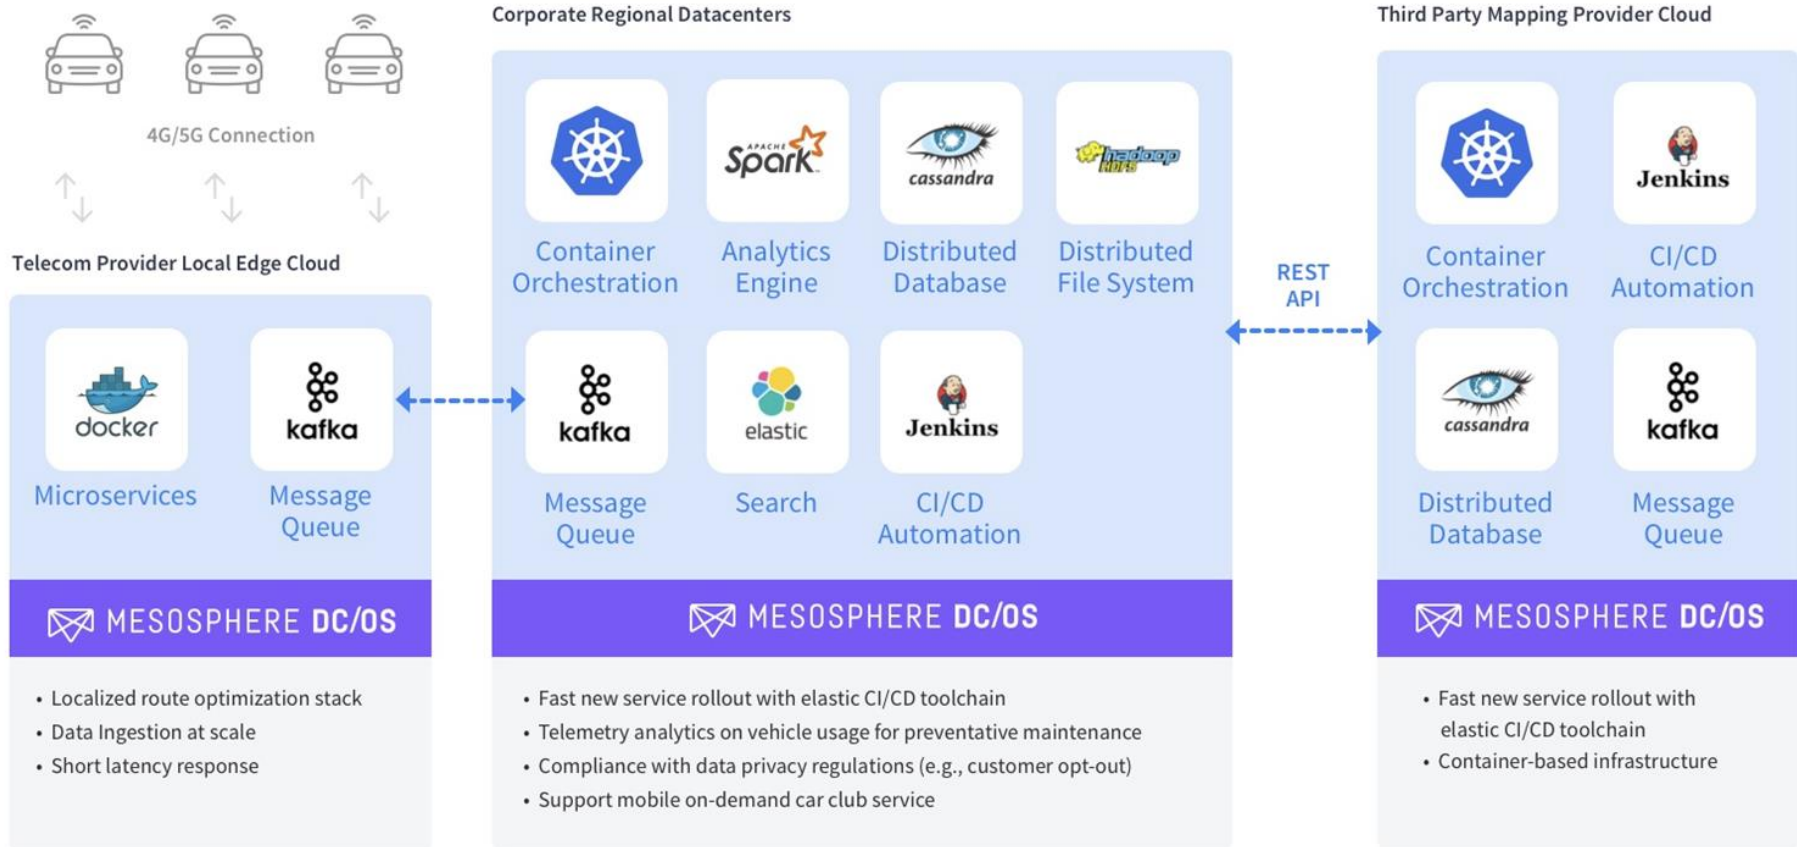 Corporate Regional Datacenters
Third Party Mapping Provider Cloud
4G/5G Connection
Telecom Provider Local Edge Cloud
docker
Microservices
kafka
Message
Queue
MESOSPHERE DC/OS
• Localized route optimization stack
• Data Ingestion at scale
• Short latency response
Container
Orchestration
APACHE
Spark
Analytics
Engine
cassandra
Distributed
Database
hadoop
HDFS
Distributed
File System
kafka
Message
Queue
elastic
Search
Jenkins
CI/CD
Automation
MESOSPHERE DC/OS
• Fast new service rollout with elastic CI/CD toolchain
• Telemetry analytics on vehicle usage for preventative maintenance
• Compliance with data privacy regulations (e.g., customer opt-out)
• Support mobile on-demand car club service
REST
API
Container
Orchestration
Jenkins
CI/CD
Automation
cassandra
Distributed
Database
kafka
Message
Queue
MESOSPHERE DC/OS
• Fast new service rollout with
elastic CI/CD toolchain
• Container-based infrastructure